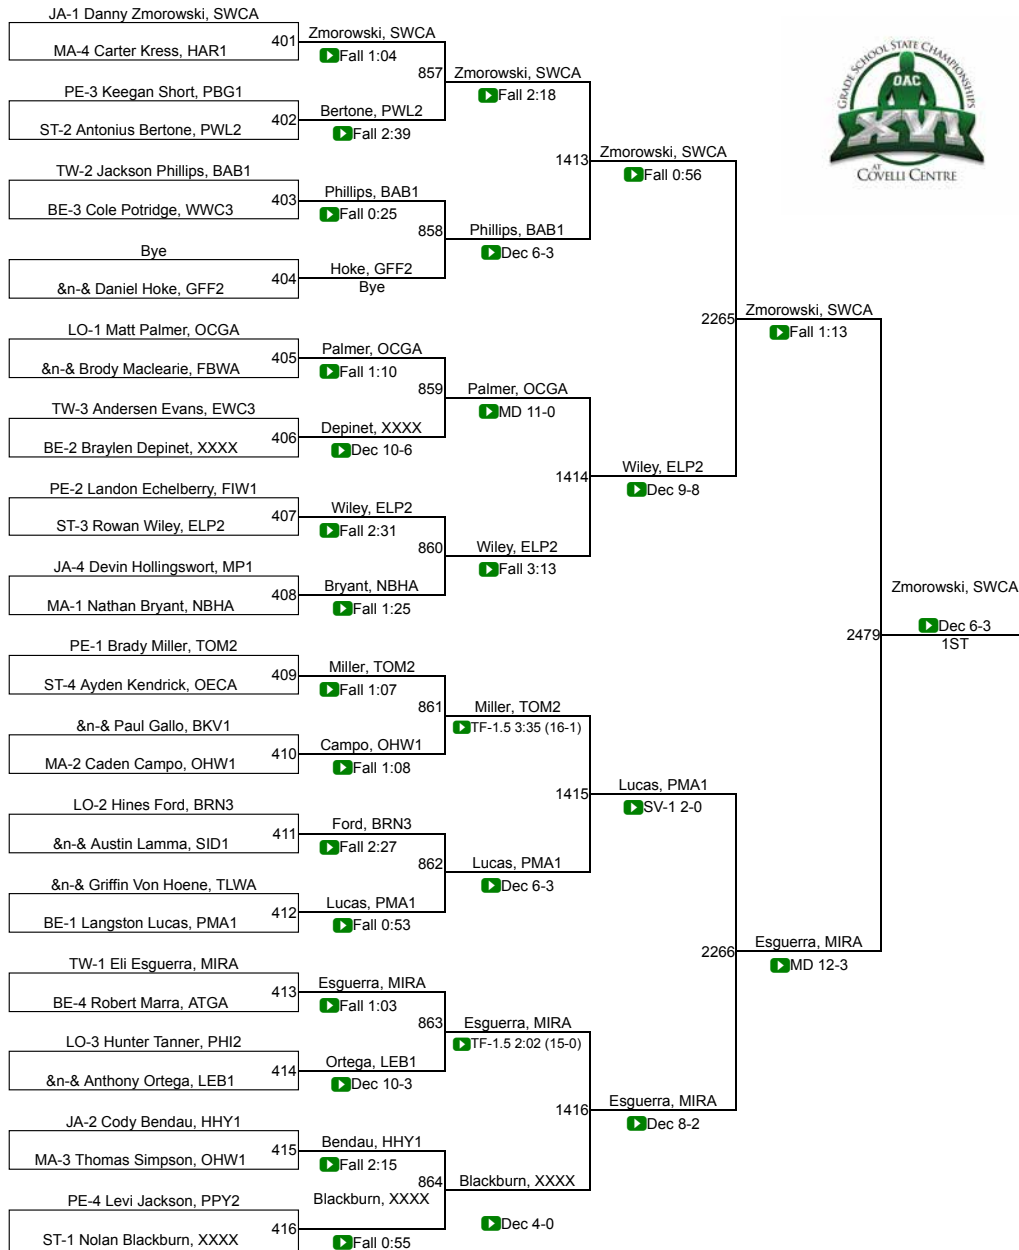 JA-1 Danny Zmorowski, SWCA
401
MA-4 Carter Kress, HAR1
PE-3 Keegan Short, PBG1
402
ST-2 Antonius Bertone, PWL2
TW-2 Jackson Phillips, BAB1
403
BE-3 Cole Potridge, WWC3
Bye
404
&n-& Daniel Hoke, GFF2
LO-1 Matt Palmer, OCGA
405
&n-& Brody Maclearie, FBWA
TW-3 Andersen Evans, EWC3
406
BE-2 Braylen Depinet, XXXX
PE-2 Landon Echelberry, FIW1
407
ST-3 Rowan Wiley, ELP2
JA-4 Devin Hollingswort, MP1
408
MA-1 Nathan Bryant, NBHA
PE-1 Brady Miller, TOM2
409
ST-4 Ayden Kendrick, OECA
&n-& Paul Gallo, BKV1
410
MA-2 Caden Campo, OHW1
LO-2 Hines Ford, BRN3
411
&n-& Austin Lamma, SID1
&n-& Griffin Von Hoene, TLWA
412
BE-1 Langston Lucas, PMA1
TW-1 Eli Esguerra, MIRA
413
BE-4 Robert Marra, ATGA
LO-3 Hunter Tanner, PHI2
414
&n-& Anthony Ortega, LEB1
JA-2 Cody Bendau, HHY1
415
MA-3 Thomas Simpson, OHW1
PE-4 Levi Jackson, PPY2
416
ST-1 Nolan Blackburn, XXXX
Zmorowski, SWCA
Fall 1:04
857
Bertone, PWL2
Fall 2:39
Phillips, BAB1
Fall 0:25
858
Hoke, GFF2
Bye
Palmer, OCGA
Fall 1:10
859
Depinet, XXXX
Dec 10-6
Wiley, ELP2
Fall 2:31
860
Bryant, NBHA
Fall 1:25
Miller, TOM2
Fall 1:07
861
Campo, OHW1
Fall 1:08
Ford, BRN3
Fall 2:27
862
Lucas, PMA1
Fall 0:53
Esguerra, MIRA
Fall 1:03
863
Ortega, LEB1
Dec 10-3
Bendau, HHY1
Fall 2:15
864
Blackburn, XXXX
Fall 0:55
Zmorowski, SWCA
Fall 2:18
1413
Phillips, BAB1
Dec 6-3
Palmer, OCGA
MD 11-0
1414
Wiley, ELP2
Fall 3:13
Miller, TOM2
TF-1.5 3:35 (16-1)
1415
Lucas, PMA1
Dec 6-3
Esguerra, MIRA
TF-1.5 2:02 (15-0)
1416
Blackburn, XXXX
Dec 4-0
Zmorowski, SWCA
Fall 0:56
2265
Wiley, ELP2
Dec 9-8
Lucas, PMA1
SV-1 2-0
2266
Esguerra, MIRA
Dec 8-2
Zmorowski, SWCA
Fall 1:13
2479
Esguerra, MIRA
MD 12-3
Zmorowski, SWCA
Dec 6-3
1ST
GRADE SCHOOL STATE CHAMPIONSHIPS
OAC
XVI
AT
COVELLI CENTRE